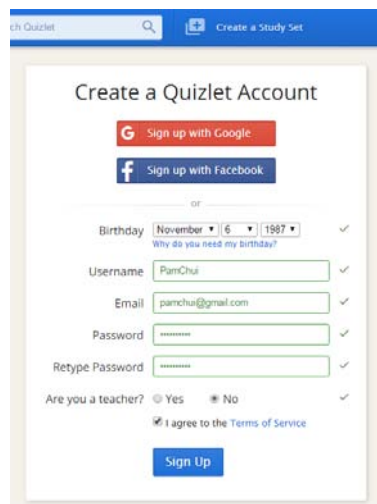 ch Quizlet Create a Study Set
Create a Quizlet Account
G Sign up with Google
f Sign up with Facebook
or
Birthday November 6 1987
Why do you need my birthday?
Username PamChui
Email pamchui@gmail.com
Password ••••••••••
Retype Password ••••••••••
Are you a teacher? Yes No
I agree to the Terms of Service
Sign Up